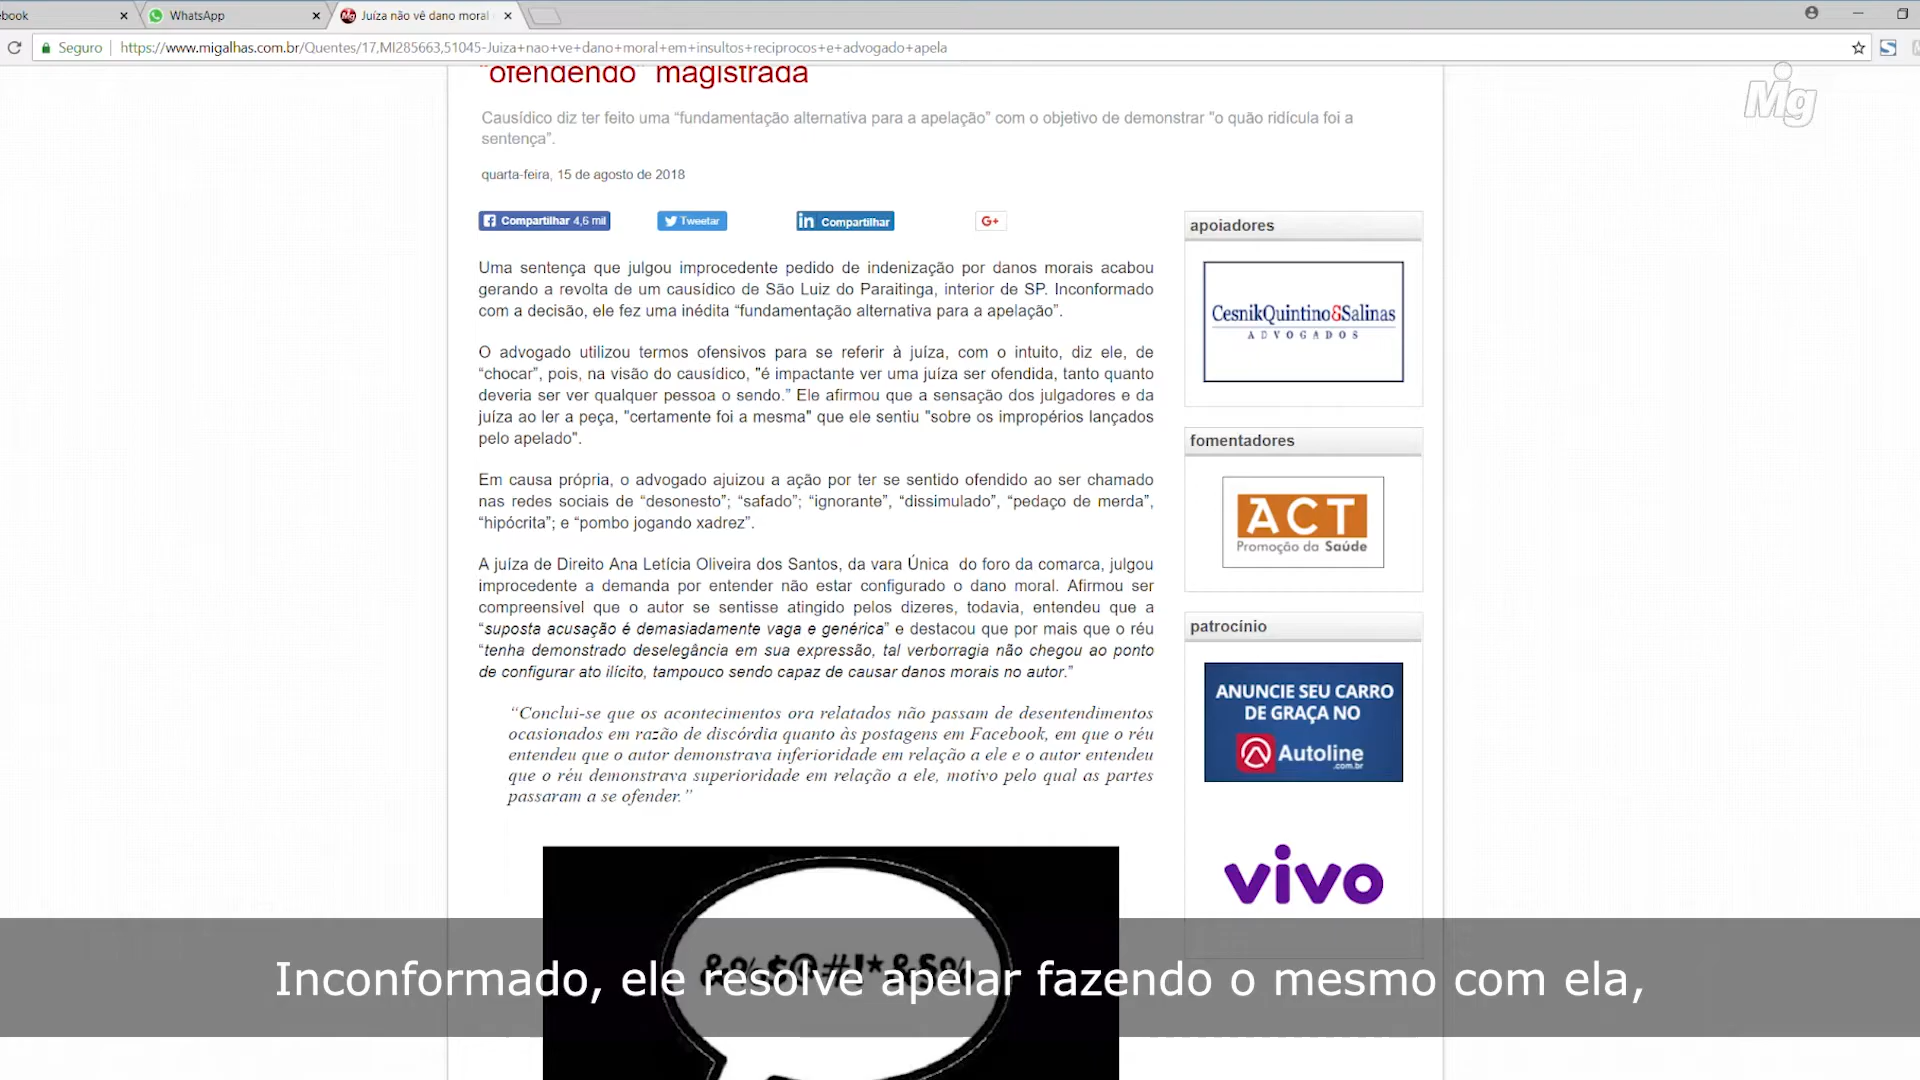 ebook
WhatsApp
Juíza não vê dano moral
Seguro
https://www.migalhas.com.br/Quentes/17,MI285663,51045-Juiza+nao+ve+dano+moral+em+insultos+reciprocos+e+advogado+apela
"ofendendo" magistrada
Mg
Causídico diz ter feito uma “fundamentação alternativa para a apelação” com o objetivo de demonstrar "o quão ridícula foi a
sentença”.
quarta-feira, 15 de agosto de 2018
Compartilhar 4,6 mil
Tweetar
in Compartilhar
G+
Uma sentença que julgou improcedente pedido de indenização por danos morais acabou
gerando a revolta de um causídico de São Luiz do Paraitinga, interior de SP. Inconformado
com a decisão, ele fez uma inédita “fundamentação alternativa para a apelação”.
O advogado utilizou termos ofensivos para se referir à juíza, com o intuito, diz ele, de
“chocar”, pois, na visão do causídico, "é impactante ver uma juíza ser ofendida, tanto quanto
deveria ser ver qualquer pessoa o sendo.” Ele afirmou que a sensação dos julgadores e da
juíza ao ler a peça, "certamente foi a mesma" que ele sentiu "sobre os impropérios lançados
pelo apelado".
Em causa própria, o advogado ajuizou a ação por ter se sentido ofendido ao ser chamado
nas redes sociais de “desonesto”; “safado”; “ignorante”, “dissimulado”, “pedaço de merda”,
“hipócrita”; e “pombo jogando xadrez”.
A juíza de Direito Ana Letícia Oliveira dos Santos, da vara Única do foro da comarca, julgou
improcedente a demanda por entender não estar configurado o dano moral. Afirmou ser
compreensível que o autor se sentisse atingido pelos dizeres, todavia, entendeu que a
“suposta acusação é demasiadamente vaga e genérica” e destacou que por mais que o réu
“tenha demonstrado deselegância em sua expressão, tal verborragia não chegou ao ponto
de configurar ato ilícito, tampouco sendo capaz de causar danos morais no autor.”
“Conclui-se que os acontecimentos ora relatados não passam de desentendimentos
ocasionados em razão de discórdia quanto às postagens em Facebook, em que o réu
entendeu que o autor demonstrava inferioridade em relação a ele e o autor entendeu
que o réu demonstrava superioridade em relação a ele, motivo pelo qual as partes
passaram a se ofender.”
apoiadores
CesnikQuintino&Salinas
ADVOGADOS
fomentadores
ACT
Promoção da Saúde
patrocínio
ANUNCIE SEU CARRO
DE GRAÇA NO
Autoline
.com.br
vivo
Inconformado, ele resolve apelar fazendo o mesmo com ela,